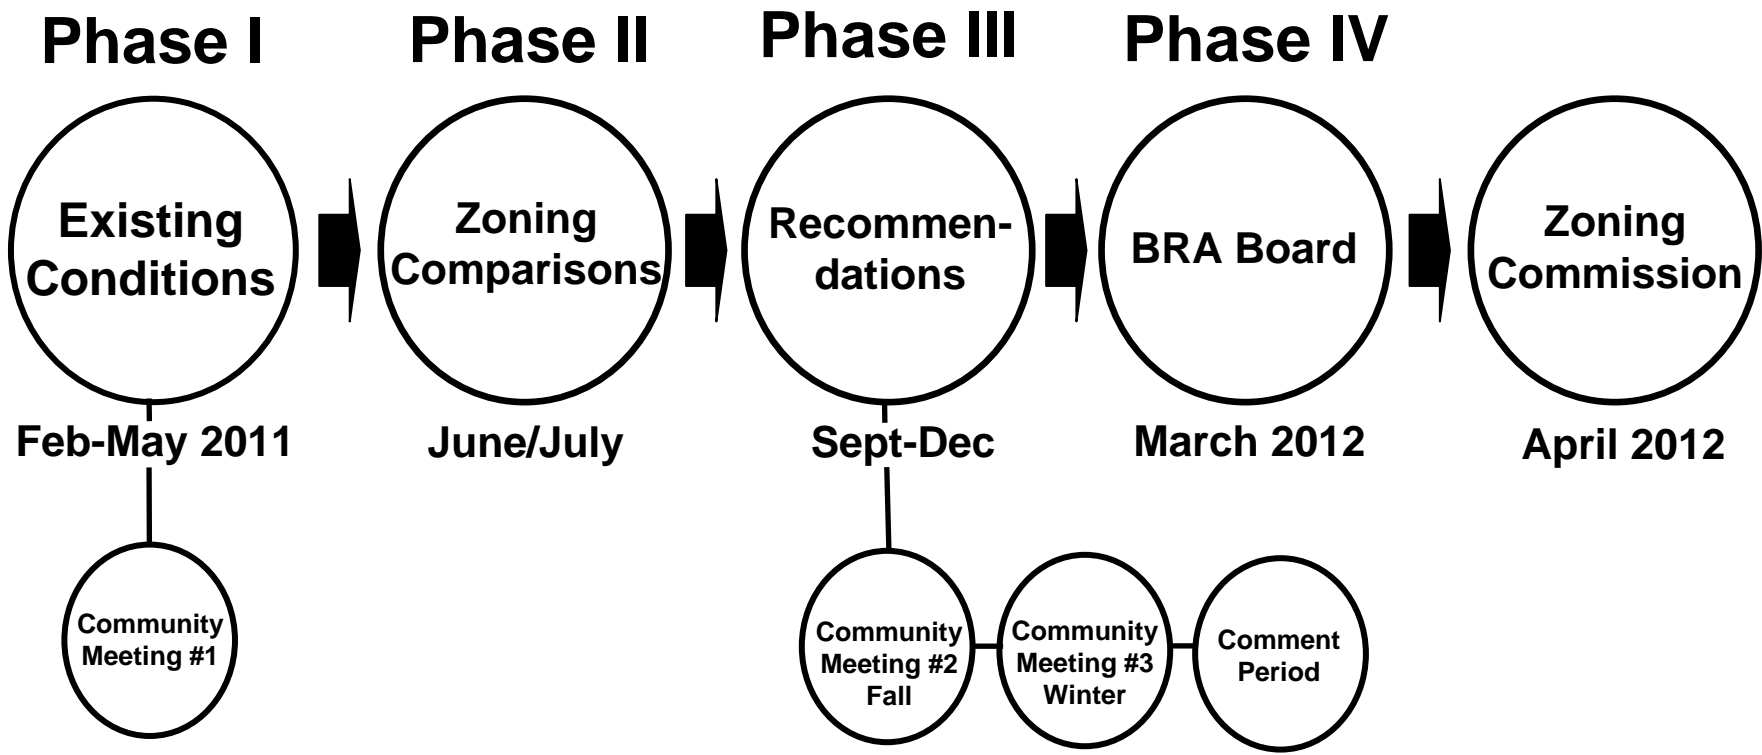 Phase I
Phase II
Phase III
Phase IV
Existing
Conditions
Zoning
Comparisons
Recommen-
dations
BRA Board
Zoning
Commission
Feb-May 2011
June/July
Sept-Dec
March 2012
April 2012
Community
Meeting #1
Community
Meeting #2
Fall
Community
Meeting #3
Winter
Comment
Period